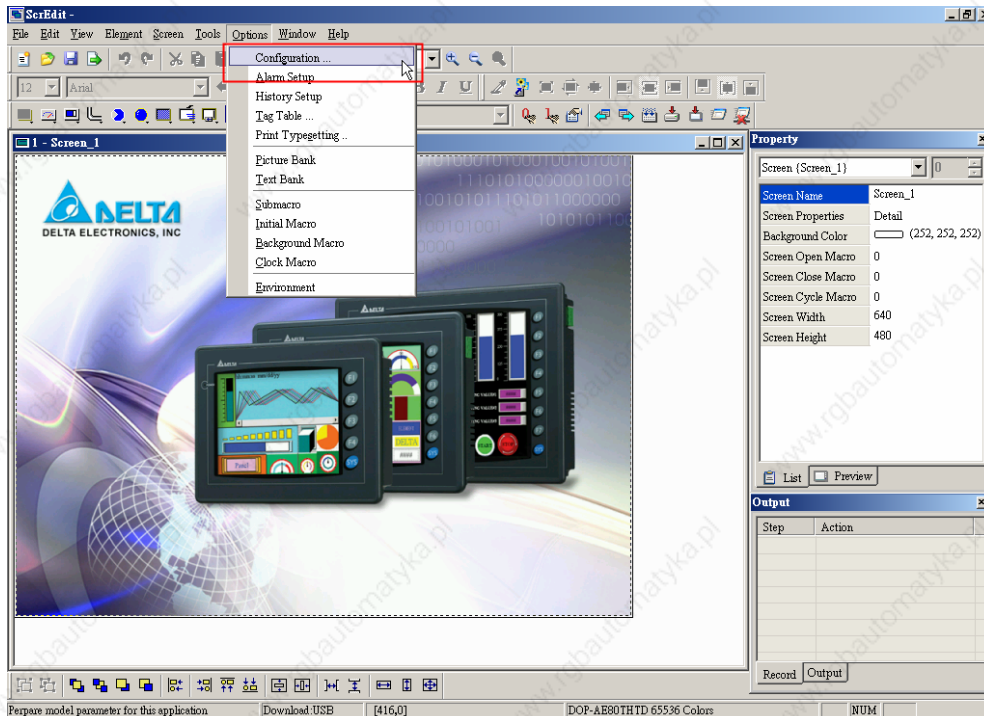 ScrEdit -
File Edit View Element Screen Tools Options Window Help
Configuration ...
Alarm Setup
History Setup
Tag Table ...
Print Typesetting ..
Picture Bank
Text Bank
Submacro
Initial Macro
Background Macro
Clock Macro
Environment
12 Arial
I U
1 - Screen_1
DELTA
DELTA ELECTRONICS, INC
Property
Screen {Screen_1} 0
Screen Name Screen_1
Screen Properties Detail
Background Color (252, 252, 252)
Screen Open Macro 0
Screen Close Macro 0
Screen Cycle Macro 0
Screen Width 640
Screen Height 480
List Preview
Output
Step Action
Record Output
Perpare model parameter for this application Download:USB [416,0] DOP-AE80THTD 65536 Colors NUM
www.rgbautomatyka.pl